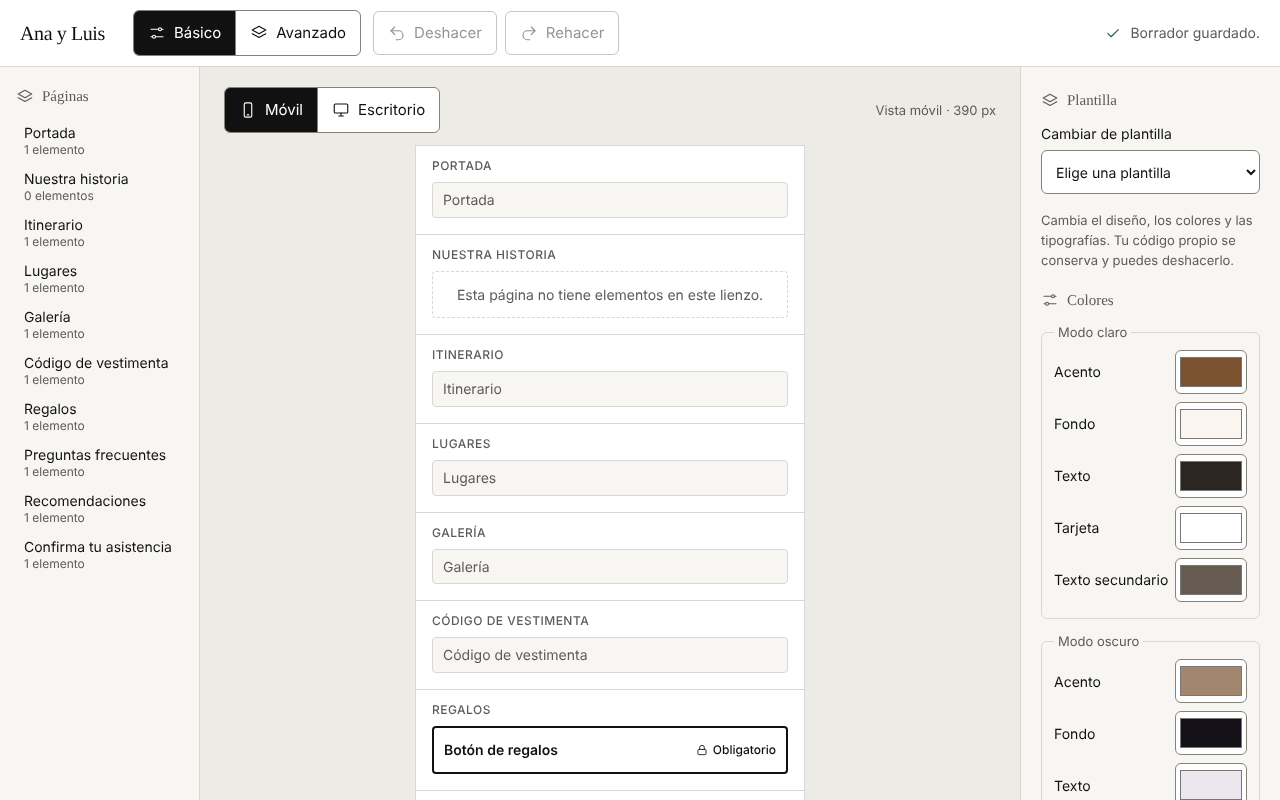 Ana y Luis
Básico
Avanzado
Deshacer
Rehacer
Borrador guardado.
Páginas
Portada
1 elemento
Nuestra historia
0 elementos
Itinerario
1 elemento
Lugares
1 elemento
Galería
1 elemento
Código de vestimenta
1 elemento
Regalos
1 elemento
Preguntas frecuentes
1 elemento
Recomendaciones
1 elemento
Confirma tu asistencia
1 elemento
Móvil
Escritorio
Vista móvil · 390 px
PORTADA
Portada
NUESTRA HISTORIA
Esta página no tiene elementos en este lienzo.
ITINERARIO
Itinerario
LUGARES
Lugares
GALERÍA
Galería
CÓDIGO DE VESTIMENTA
Código de vestimenta
REGALOS
Botón de regalos
Obligatorio
Plantilla
Cambiar de plantilla
Elige una plantilla
Cambia el diseño, los colores y las
tipografías. Tu código propio se
conserva y puedes deshacerlo.
Colores
Modo claro
Acento
Fondo
Texto
Tarjeta
Texto secundario
Modo oscuro
Acento
Fondo
Texto